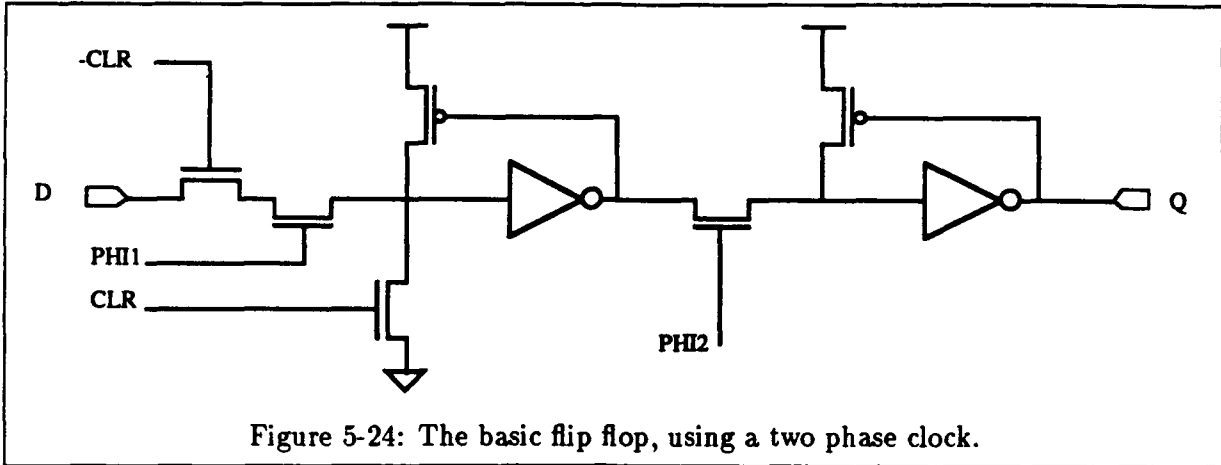 -CLR
D
Q
PHI1
CLR
PHI2
Figure 5-24: The basic flip flop, using a two phase clock.